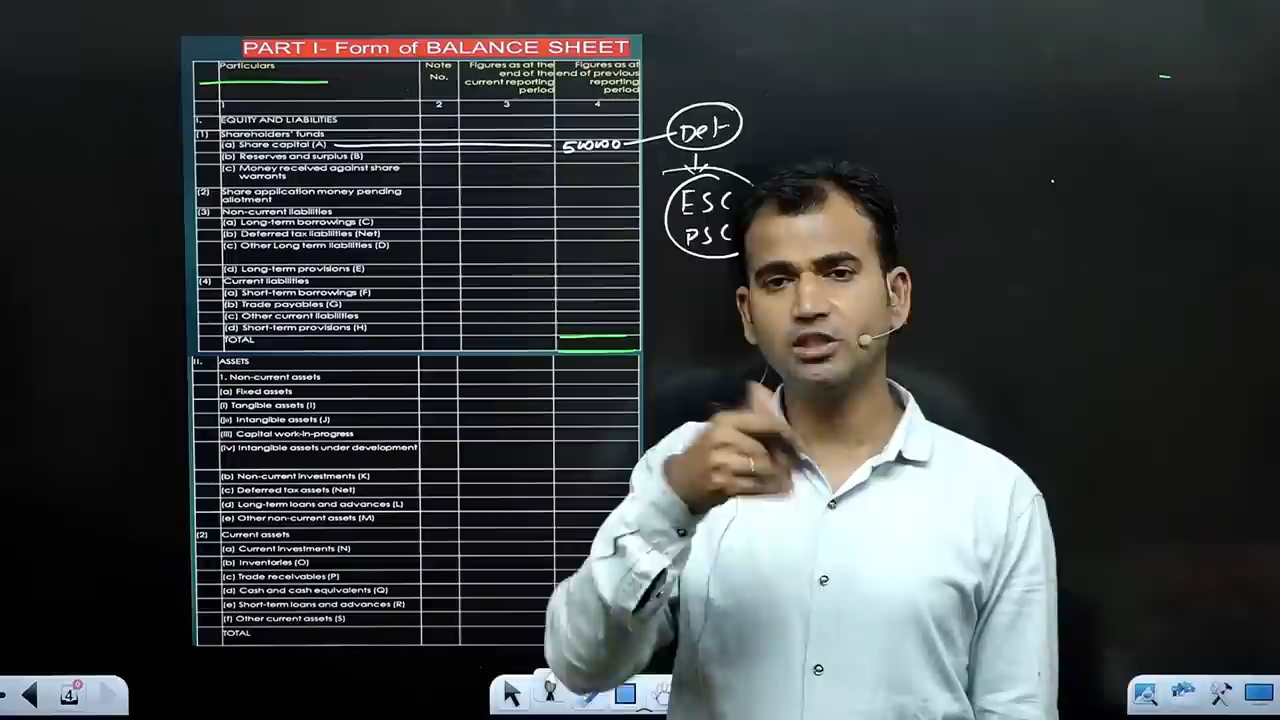 PART I- Form of BALANCE SHEET
Particulars
Note No.
Figures as at the end of the current reporting period
Figures as at end of previous reporting period
1 2 3 4
I. EQUITY AND LIABILITIES
(1) Shareholders' funds
(a) Share capital (A)
(b) Reserves and surplus (B)
(c) Money received against share
warrants
(2) Share application money pending
allotment
(3) Non-current liabilities
(a) Long-term borrowings (C)
(b) Deferred tax liabilities (Net)
(c) Other Long term liabilities (D)
(d) Long-term provisions (E)
(4) Current liabilities
(a) Short-term borrowings (F)
(b) Trade payables (G)
(c) Other current liabilities
(d) Short-term provisions (H)
TOTAL
II. ASSETS
1. Non-current assets
(a) Fixed assets
(i) Tangible assets (I)
(ii) Intangible assets (J)
(iii) Capital work-in-progress
(iv) Intangible assets under development
(b) Non-current investments (K)
(c) Deferred tax assets (Net)
(d) Long-term loans and advances (L)
(e) Other non-current assets (M)
(2) Current assets
(a) Current investments (N)
(b) Inventories (O)
(c) Trade receivables (P)
(d) Cash and cash equivalents (Q)
(e) Short-term loans and advances (R)
(f) Other current assets (S)
TOTAL
Det
ESC
PSC
4